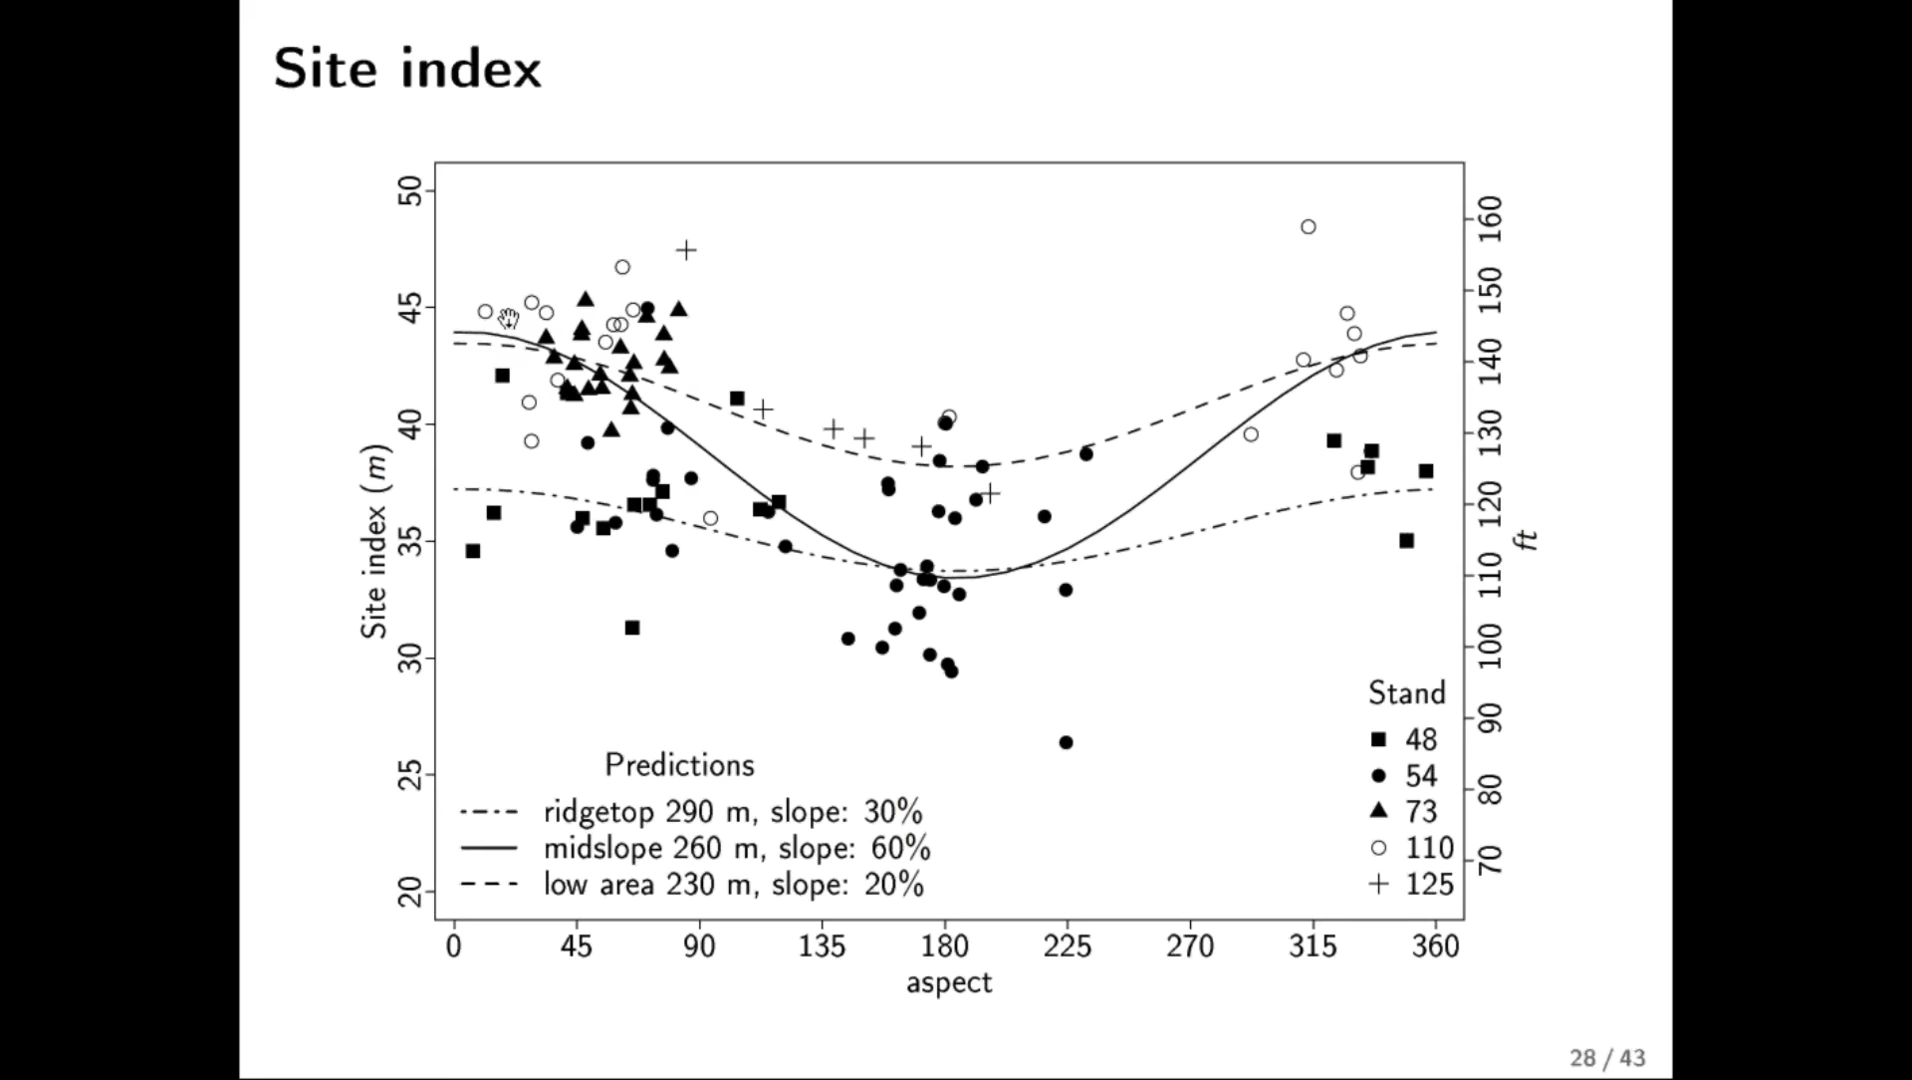 Site index
50
45
40
35
30
25
20
Site index (m)
160
150
140
130
120
110
100
90
80
70
ft
Predictions
ridgetop 290 m, slope: 30%
midslope 260 m, slope: 60%
low area 230 m, slope: 20%
Stand
48
54
73
110
125
0 45 90 135 180 225 270 315 360
aspect
28 / 43